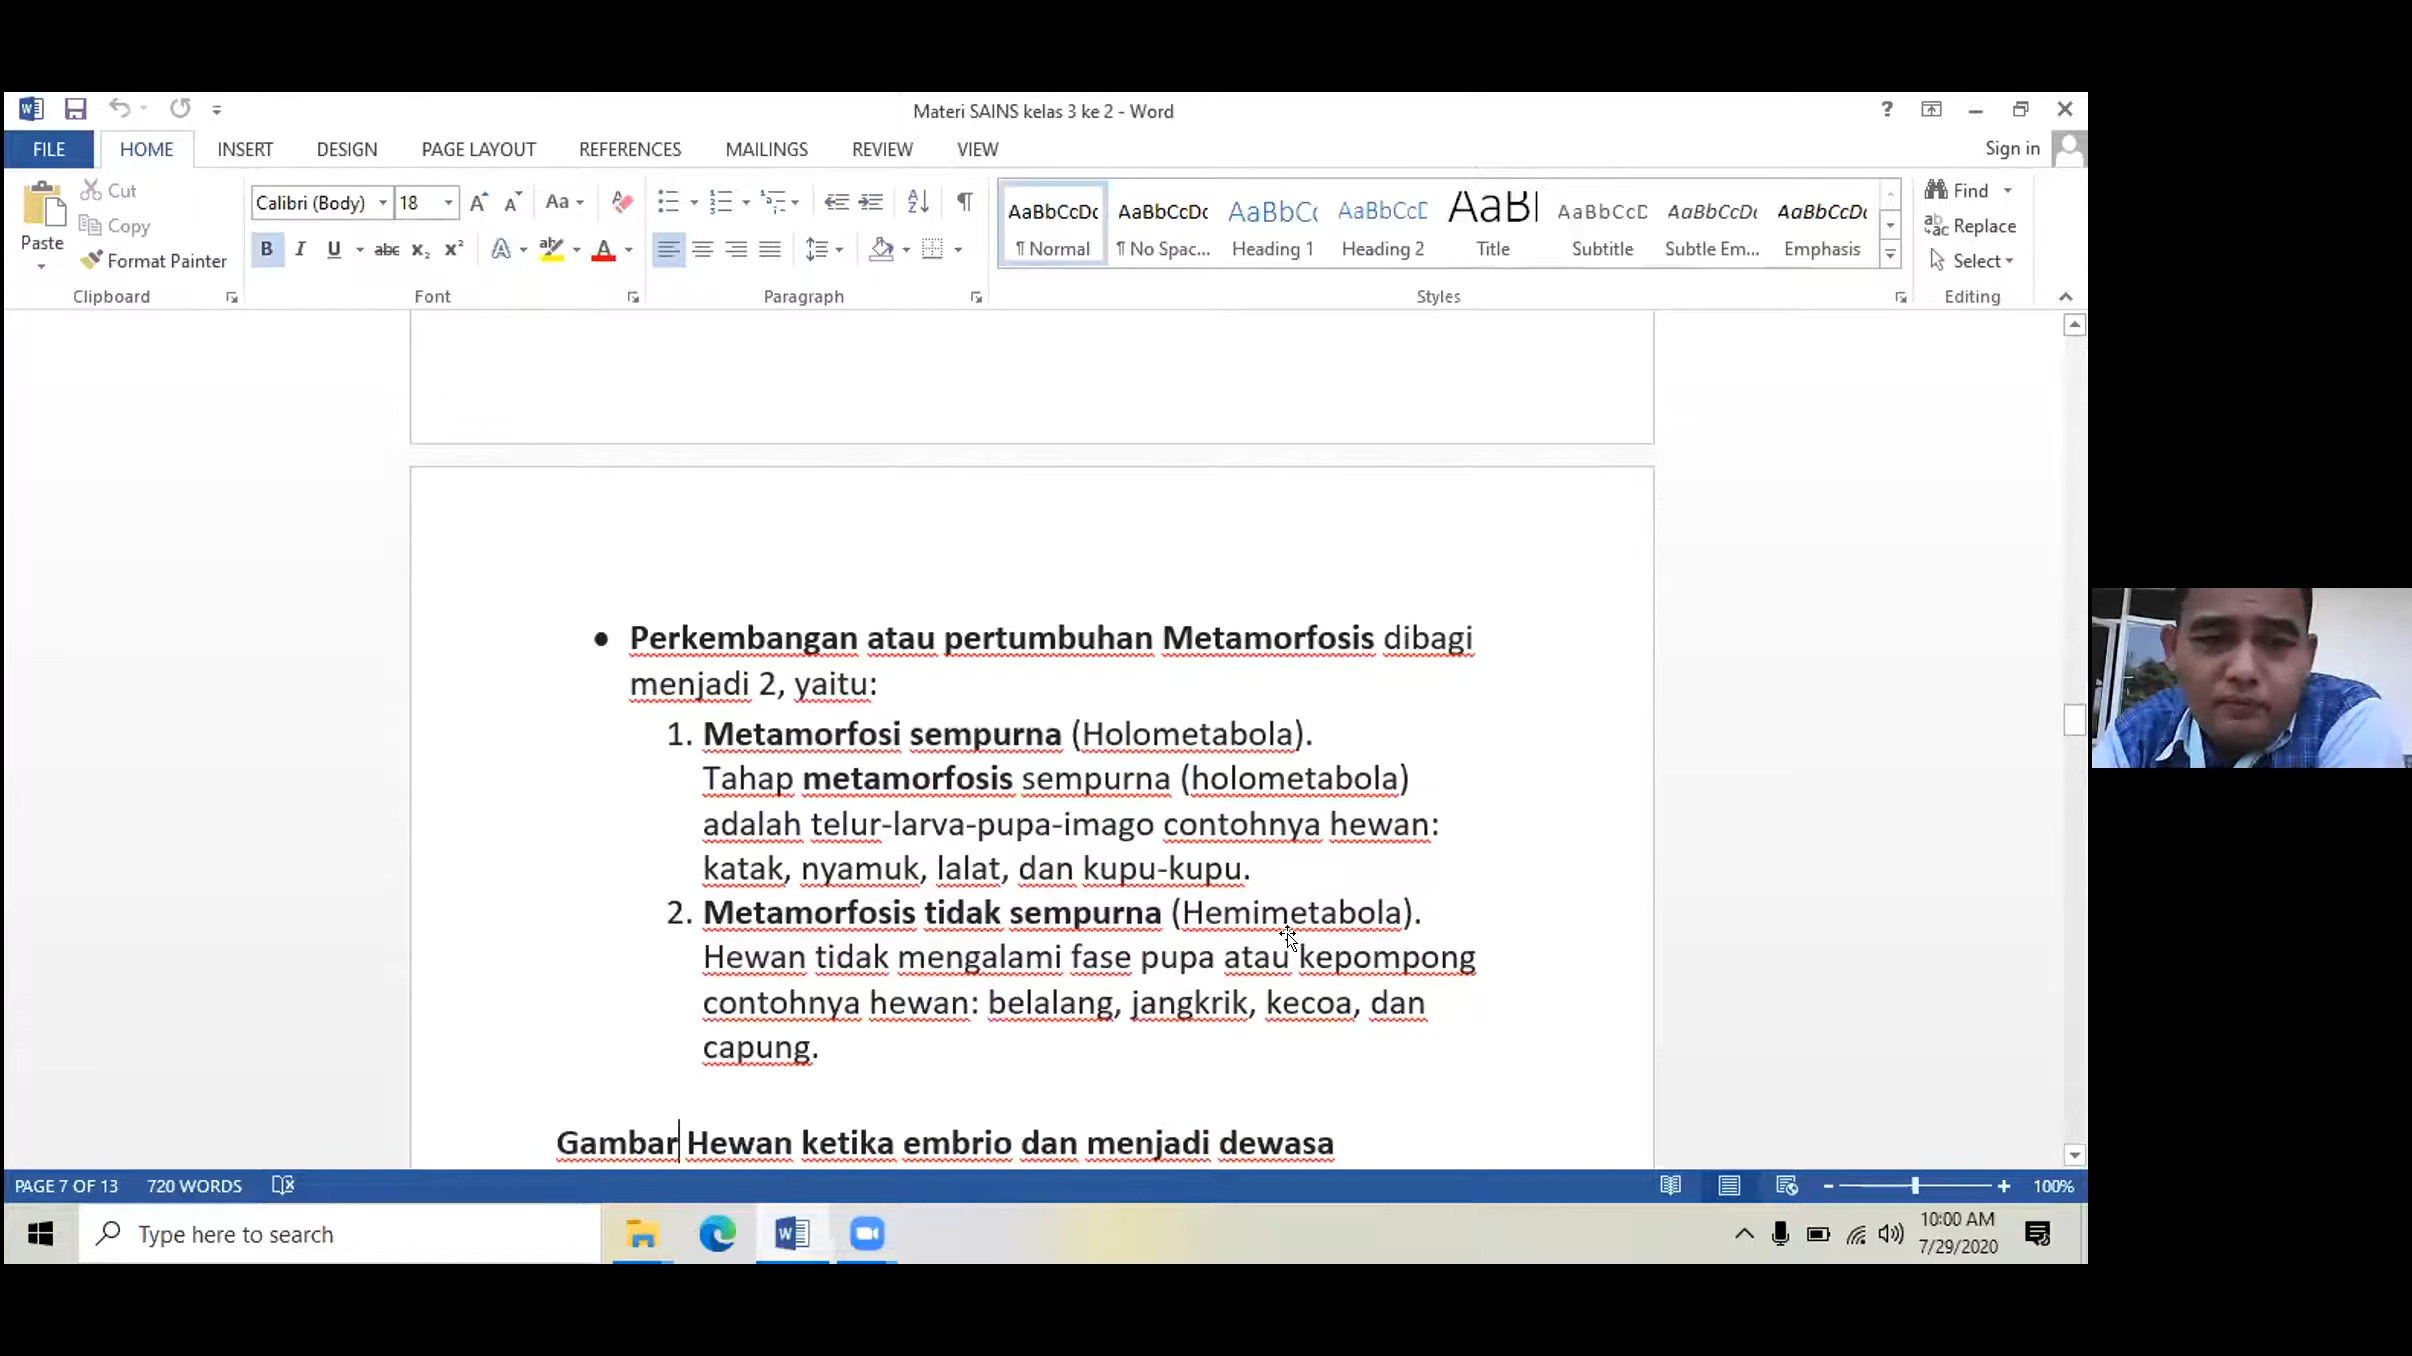 Materi SAINS kelas 3 ke 2 - Word
?
FILE HOME INSERT DESIGN PAGE LAYOUT REFERENCES MAILINGS REVIEW VIEW Sign in
Paste
Cut
Copy
Format Painter
Clipboard
Calibri (Body) 18
Font
Paragraph
AaBbCcDc AaBbCcDc AaBbCc AaBbCcD AaBl AaBbCcD AaBbCcDc AaBbCcDc
¶ Normal ¶ No Spac... Heading 1 Heading 2 Title Subtitle Subtle Em... Emphasis
Styles
Find
Replace
Select
Editing
• Perkembangan atau pertumbuhan Metamorfosis dibagi
menjadi 2, yaitu:
1. Metamorfosi sempurna (Holometabola).
Tahap metamorfosis sempurna (holometabola)
adalah telur-larva-pupa-imago contohnya hewan:
katak, nyamuk, lalat, dan kupu-kupu.
2. Metamorfosis tidak sempurna (Hemimetabola).
Hewan tidak mengalami fase pupa atau kepompong
contohnya hewan: belalang, jangkrik, kecoa, dan
capung.
Gambar Hewan ketika embrio dan menjadi dewasa
PAGE 7 OF 13 720 WORDS 100%
Type here to search
10:00 AM
7/29/2020